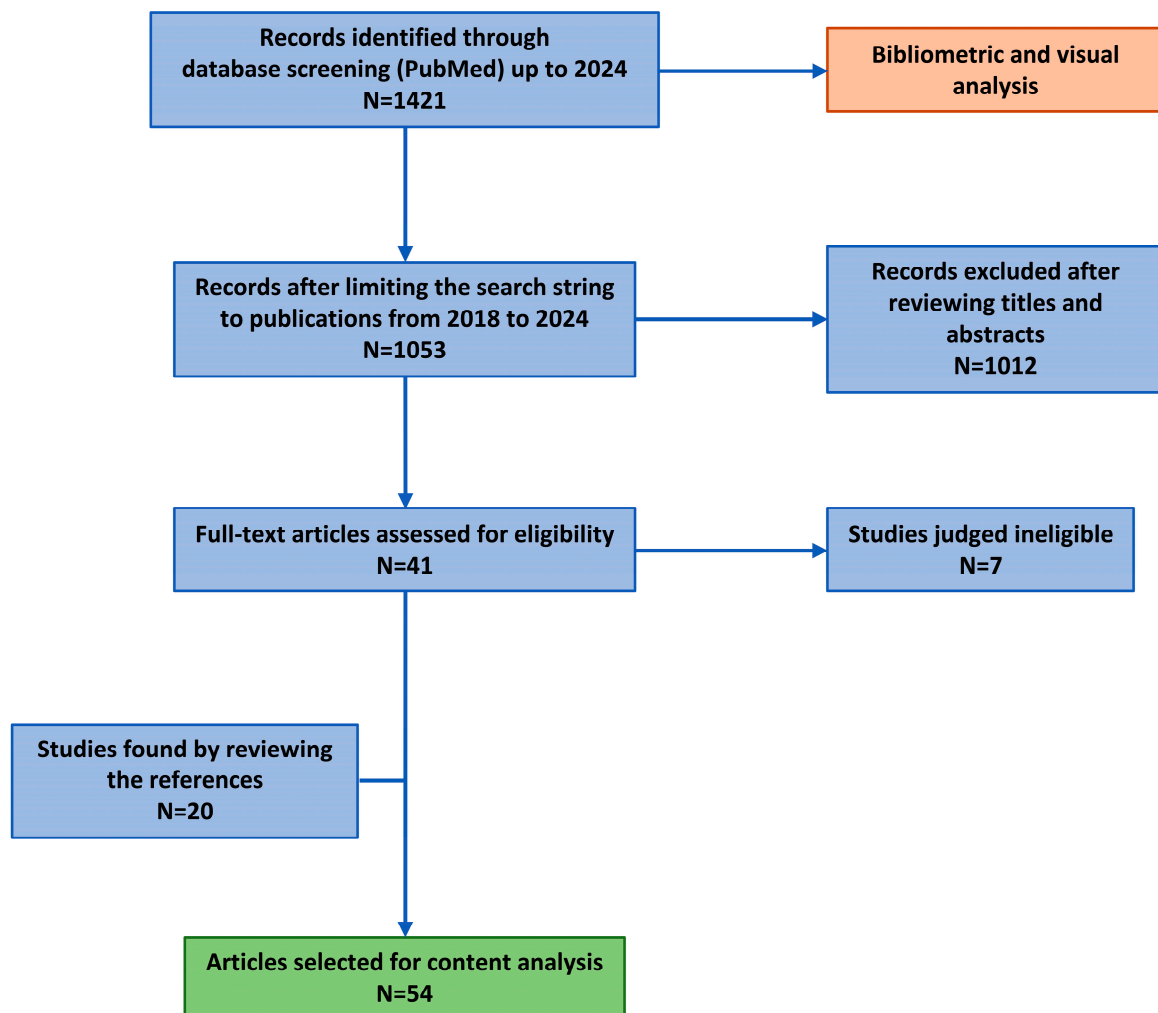 Records identified through
database screening (PubMed) up to 2024
N=1421
Bibliometric and visual
analysis
Records after limiting the search string
to publications from 2018 to 2024
N=1053
Records excluded after
reviewing titles and
abstracts
N=1012
Full-text articles assessed for eligibility
N=41
Studies judged ineligible
N=7
Studies found by reviewing
the references
N=20
Articles selected for content analysis
N=54